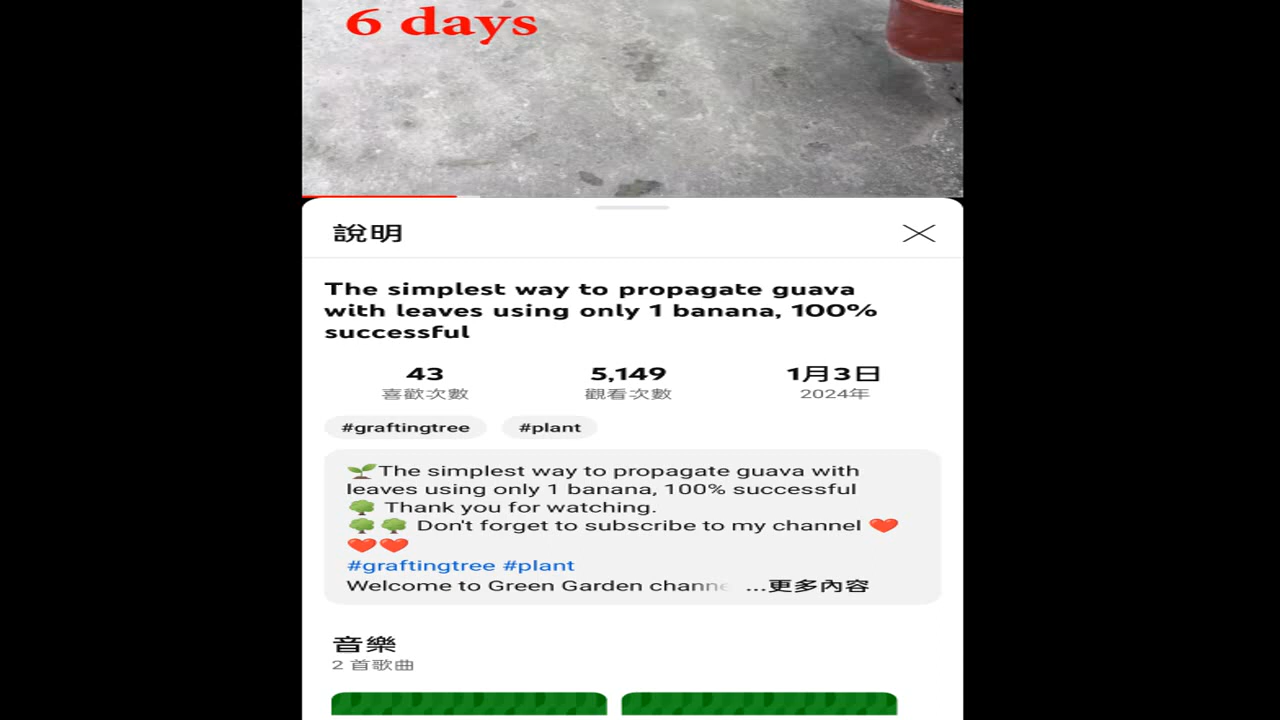 6 days
說明
The simplest way to propagate guava
with leaves using only 1 banana, 100%
successful
43 5,149 1月3日
喜歡次數 觀看次數 2024年
#graftingtree #plant
🌱The simplest way to propagate guava with
leaves using only 1 banana, 100% successful
🌳 Thank you for watching.
🌳🌳 Don't forget to subscribe to my channel ❤️
❤️❤️
#graftingtree #plant
Welcome to Green Garden channe ...更多內容
音樂
2 首歌曲